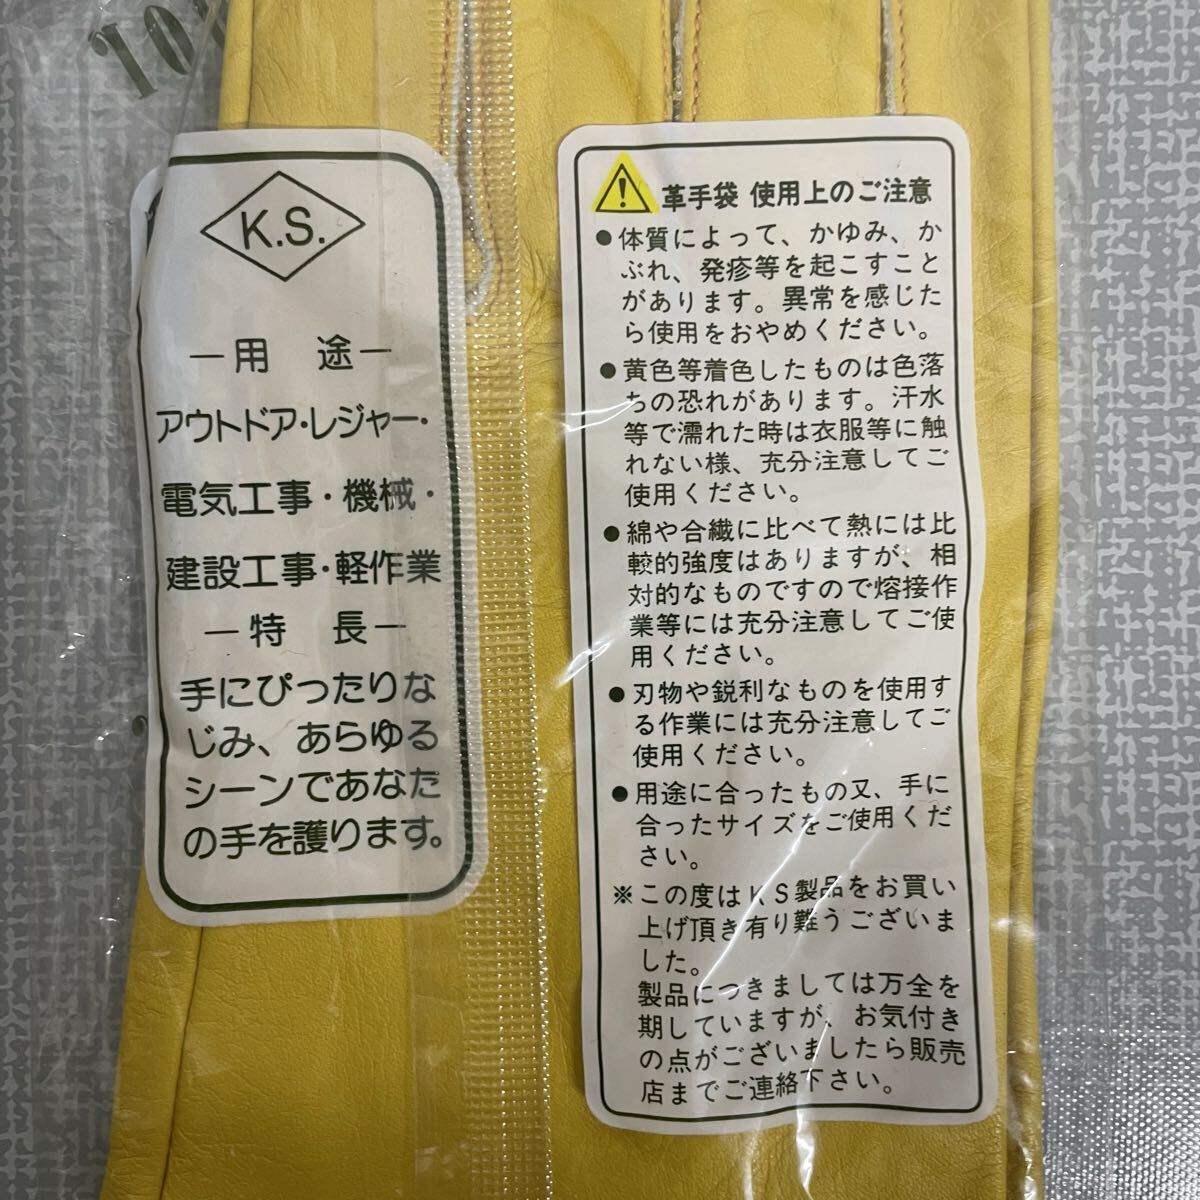 K.S.
ー用 途ー
アウトドア・レジャー・
電気工事・機械・
建設工事・軽作業
ー特 長ー
手にぴったりな
じみ、あらゆる
シーンであなた
の手を護ります。
革手袋 使用上のご注意
●体質によって、かゆみ、か
ぶれ、発疹等を起こすこと
があります。異常を感じた
ら使用をおやめください。
●黄色等着色したものは色落
ちの恐れがあります。汗水
等で濡れた時は衣服等に触
れない様、充分注意してご
使用ください。
●綿や合繊に比べて熱には比
較的強度はありますが、相
対的なものですので熔接作
業等には充分注意してご使
用ください。
●刃物や鋭利なものを使用す
る作業には充分注意してご
使用ください。
●用途に合ったもの又、手に
合ったサイズをご使用くだ
さい。
※この度はKS製品をお買い
上げ頂き有り難うございま
した。
製品につきましては万全を
期していますが、お気付き
の点がございましたら販売
店までご連絡下さい。